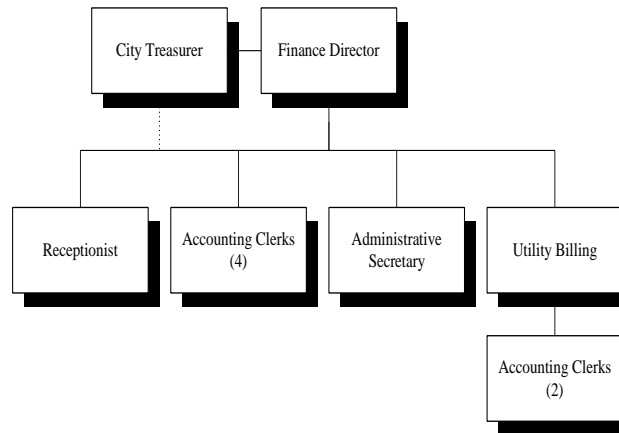 City Treasurer
Finance Director
Receptionist
Accounting Clerks
(4)
Administrative
Secretary
Utility Billing
Accounting Clerks
(2)